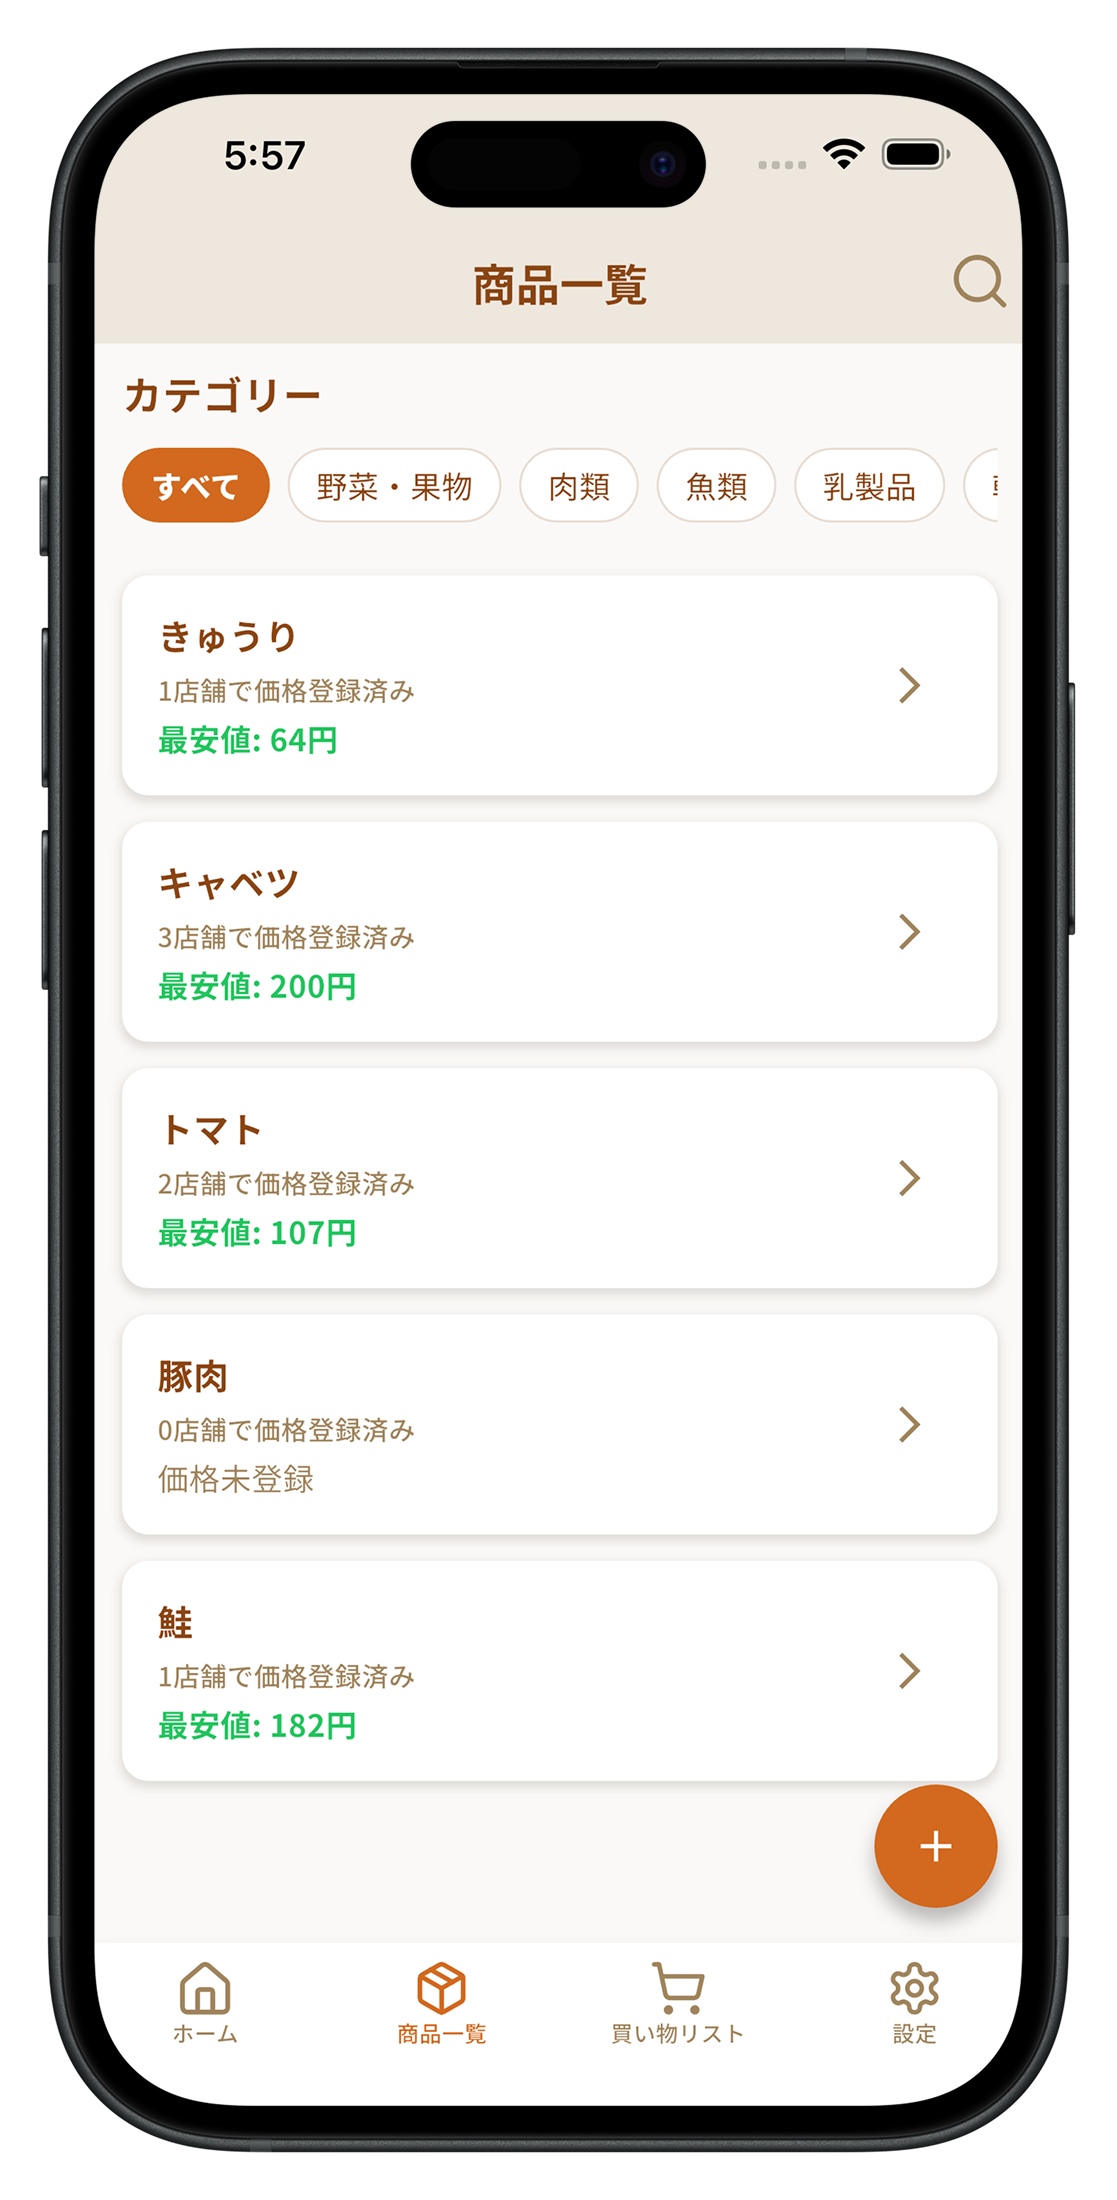 5:57
商品一覧
カテゴリー
すべて 野菜・果物 肉類 魚類 乳製品
きゅうり
1店舗で価格登録済み
最安値: 64円
キャベツ
3店舗で価格登録済み
最安値: 200円
トマト
2店舗で価格登録済み
最安値: 107円
豚肉
0店舗で価格登録済み
価格未登録
鮭
1店舗で価格登録済み
最安値: 182円
ホーム 商品一覧 買い物リスト 設定